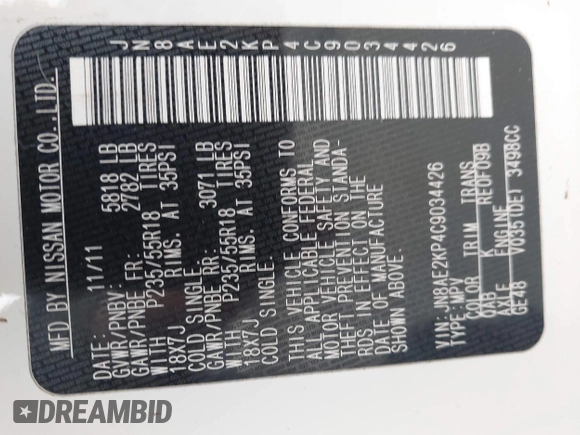 MFD BY NISSAN MOTOR CO.,LTD.
JN8AE2KP4C9034426
DATE: 11/11
GVWR/PNBV: 5818 LB
GAWR/PNBE FR: 2782 LB
WITH P235/55R18 TIRES
18X7J RIMS. AT 35PSI
COLD SINGLE
GAWR/PNBE RR: 3071 LB
WITH P235/55R18 TIRES
18X7J RIMS. AT 35PSI
COLD SINGLE.
THIS VEHICLE CONFORMS TO
ALL APPLICABLE FEDERAL
MOTOR VEHICLE SAFETY AND
THEFT PREVENTION STANDA-
RDS IN EFFECT ON THE
DATE OF MANUFACTURE
SHOWN ABOVE.
VIN:JN8AE2KP4C9034426
TYPE:MPV
COLOR TRIM TRANS
QXB K RE0F09B
AXLE ENGINE
GE48 VQ35(DE) 3498CC
DREAMBID